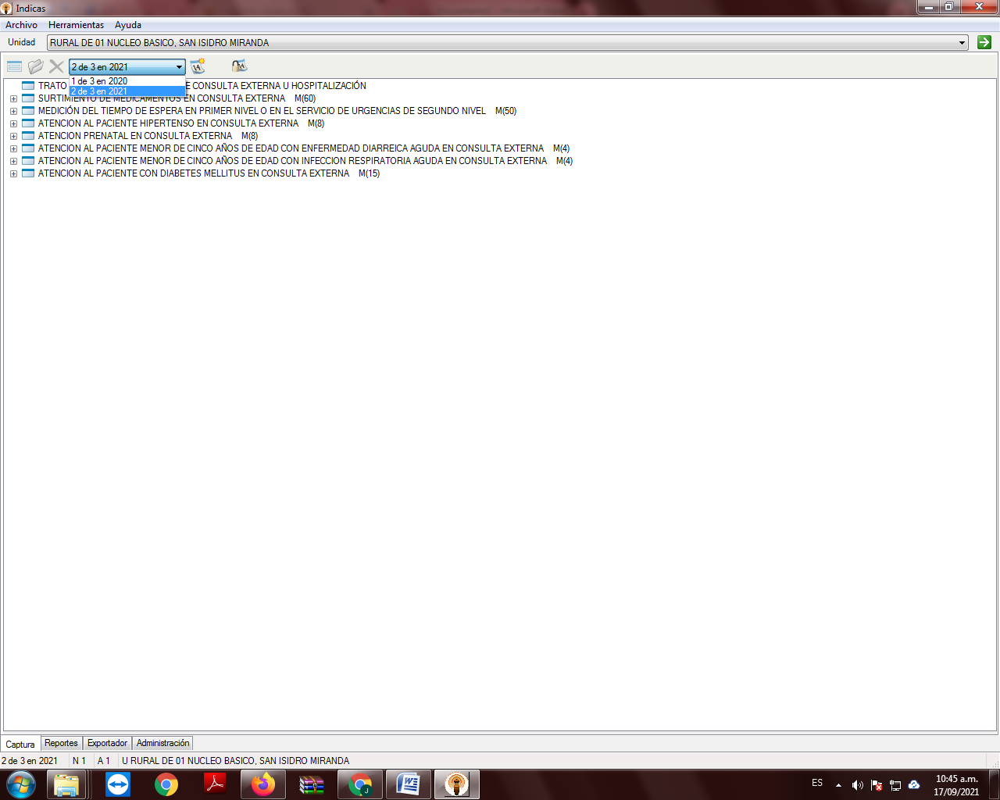 Indicas
Archivo Herramientas Ayuda
Unidad RURAL DE 01 NUCLEO BASICO, SAN ISIDRO MIRANDA
2 de 3 en 2021
1 de 3 en 2020
2 de 3 en 2021
TRATO E CONSULTA EXTERNA U HOSPITALIZACIÓN
SURTIMIENTO DE MEDICAMENTOS EN CONSULTA EXTERNA M(60)
MEDICIÓN DEL TIEMPO DE ESPERA EN PRIMER NIVEL O EN EL SERVICIO DE URGENCIAS DE SEGUNDO NIVEL M(50)
ATENCION AL PACIENTE HIPERTENSO EN CONSULTA EXTERNA M(8)
ATENCION PRENATAL EN CONSULTA EXTERNA M(8)
ATENCION AL PACIENTE MENOR DE CINCO AÑOS DE EDAD CON ENFERMEDAD DIARREICA AGUDA EN CONSULTA EXTERNA M(4)
ATENCION AL PACIENTE MENOR DE CINCO AÑOS DE EDAD CON INFECCION RESPIRATORIA AGUDA EN CONSULTA EXTERNA M(4)
ATENCION AL PACIENTE CON DIABETES MELLITUS EN CONSULTA EXTERNA M(15)
Captura Reportes Exportador Administración
2 de 3 en 2021 N 1 A 1 U RURAL DE 01 NUCLEO BASICO, SAN ISIDRO MIRANDA
ES 10:45 a.m.
17/09/2021